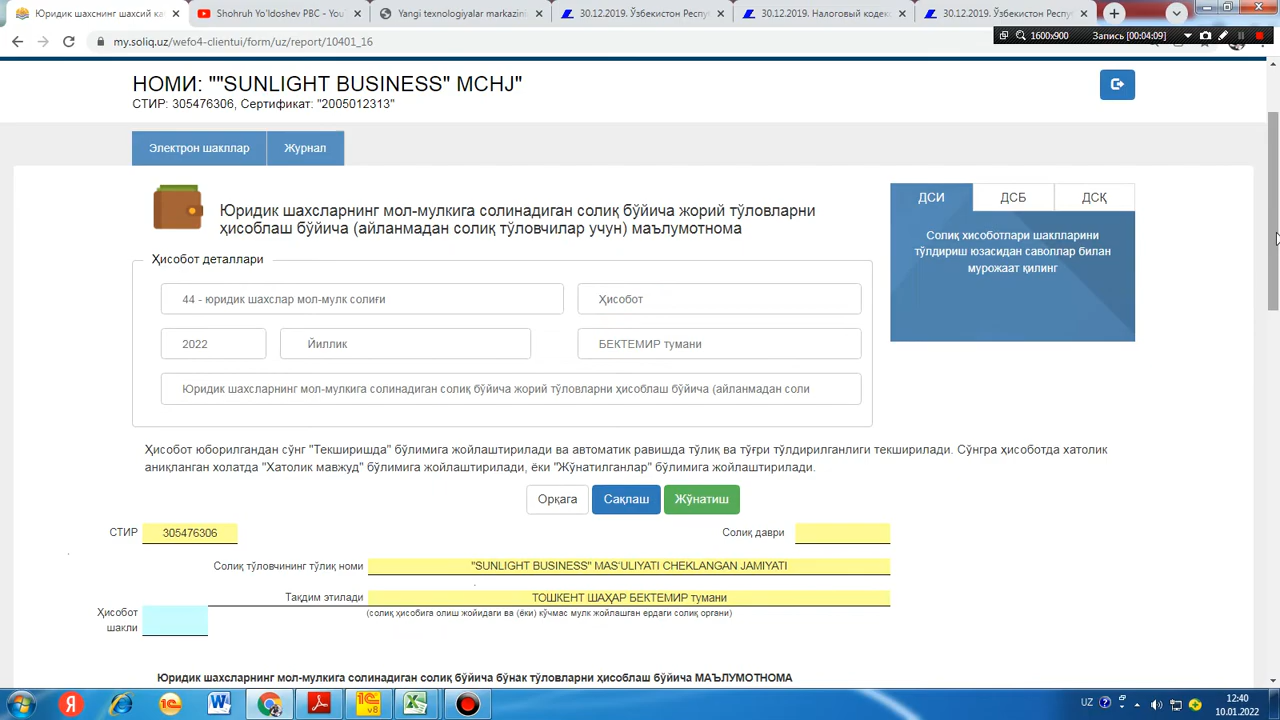 Юридик шахснинг шахсий ка
Shohruh Yo'ldoshev PBC - You
Yangi texnologiyalar markazining
30.12.2019. Ўзбекистон Респу
30.12.2019. Налоговый кодекс
30.12.2019. Ўзбекистон Респу
my.soliq.uz/wefo4-clientui/form/uz/report/10401_16
1600x900
Запись [00:04:09]
НОМИ: ""SUNLIGHT BUSINESS" MCHJ"
СТИР: 305476306, Сертификат: "2005012313"
Электрон шакллар
Журнал
Юридик шахсларнинг мол-мулкига солинадиган солиқ бўйича жорий тўловларни
ҳисоблаш бўйича (айланмадан солиқ тўловчилар учун) маълумотнома
ДСИ
ДСБ
ДСҚ
Солиқ хисоботлари шаклларини
тўлдириш юзасидан саволлар билан
мурожаат қилинг
Ҳисобот деталлари
44 - юридик шахслар мол-мулк солиғи
Ҳисобот
2022
Йиллик
БЕКТЕМИР тумани
Юридик шахсларнинг мол-мулкига солинадиган солиқ бўйича жорий тўловларни ҳисоблаш бўйича (айланмадан соли
Ҳисобот юборилгандан сўнг "Текширишда" бўлимига жойлаштирилади ва автоматик равишда тўлиқ ва тўғри тўлдирилганлиги текширилади. Сўнгра ҳисоботда хатолик
аниқланган холатда "Хатолик мавжуд" бўлимига жойлаштирилади, ёки "Жўнатилганлар" бўлимига жойлаштирилади.
Орқага
Сақлаш
Жўнатиш
СТИР
305476306
Солиқ даври
Солиқ тўловчининг тўлиқ номи
"SUNLIGHT BUSINESS" MAS'ULIYATI CHEKLANGAN JAMIYATI
Тақдим этилади
ТОШКЕНТ ШАҲАР БЕКТЕМИР тумани
(солиқ ҳисобига олиш жойидаги ва (ёки) кўчмас мулк жойлашган ердаги солиқ органи)
Ҳисобот
шакли
Юридик шахсларнинг мол-мулкига солинадиган солиқ бўйича бўнак тўловларни ҳисоблаш бўйича МАЪЛУМОТНОМА
UZ
12:40
10.01.2022